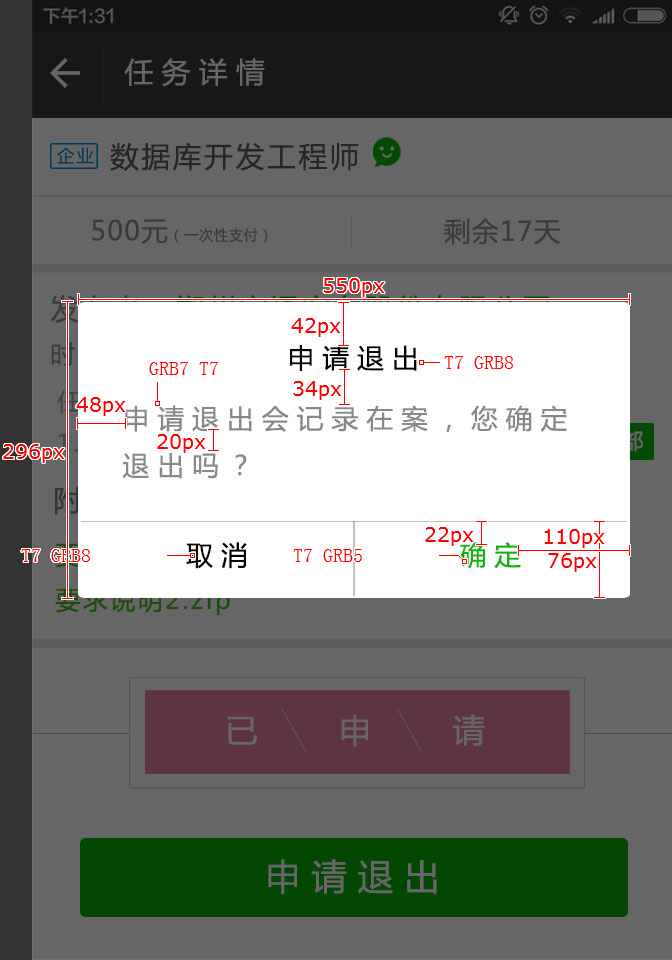 下午1:31
任务详情
企业 数据库开发工程师
500元（一次性支付） 剩余17天
550px
42px
申请退出 T7 GRB8
GRB7 T7
34px
48px
申请退出会记录在案，您确定
20px
296px
退出吗？
部
附
22px 110px
T7 GRB8 取消 T7 GRB5 确定 76px
要求说明2.zip
已申请
申请退出